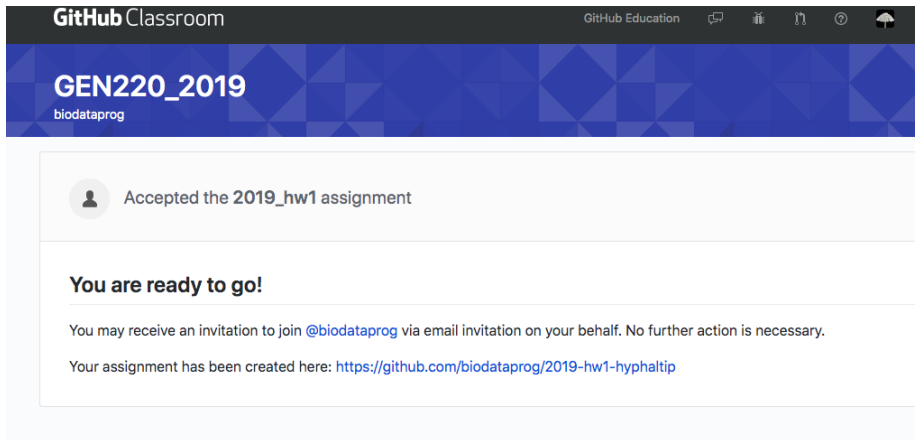 GitHub Classroom
GitHub Education
GEN220_2019
biodataprog
Accepted the 2019_hw1 assignment
You are ready to go!
You may receive an invitation to join @biodataprog via email invitation on your behalf. No further action is necessary.
Your assignment has been created here: https://github.com/biodataprog/2019-hw1-hyphaltip